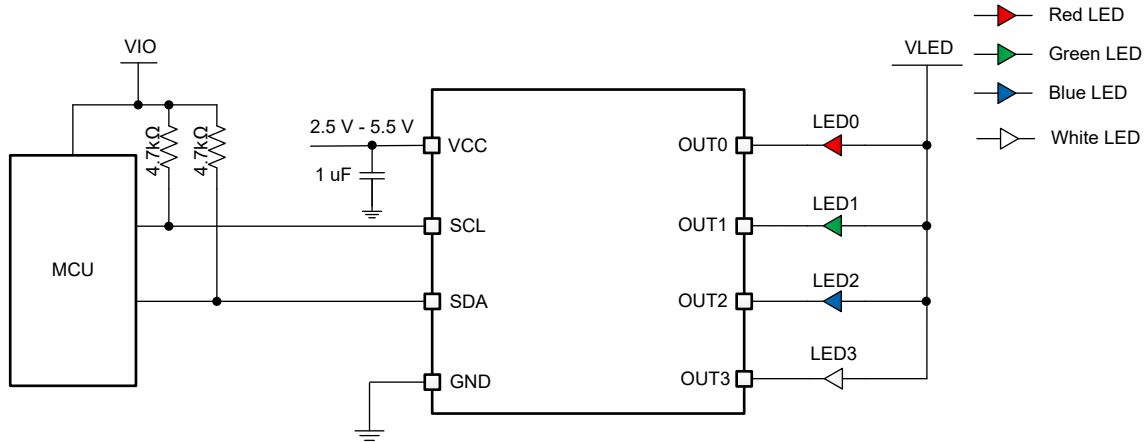 Red LED
VIO
VLED
Green LED
Blue LED
2.5 V - 5.5 V
LED0
White LED
4.7kΩ
4.7kΩ
VCC
OUT0
1 uF
LED1
SCL
OUT1
MCU
LED2
SDA
OUT2
LED3
GND
OUT3